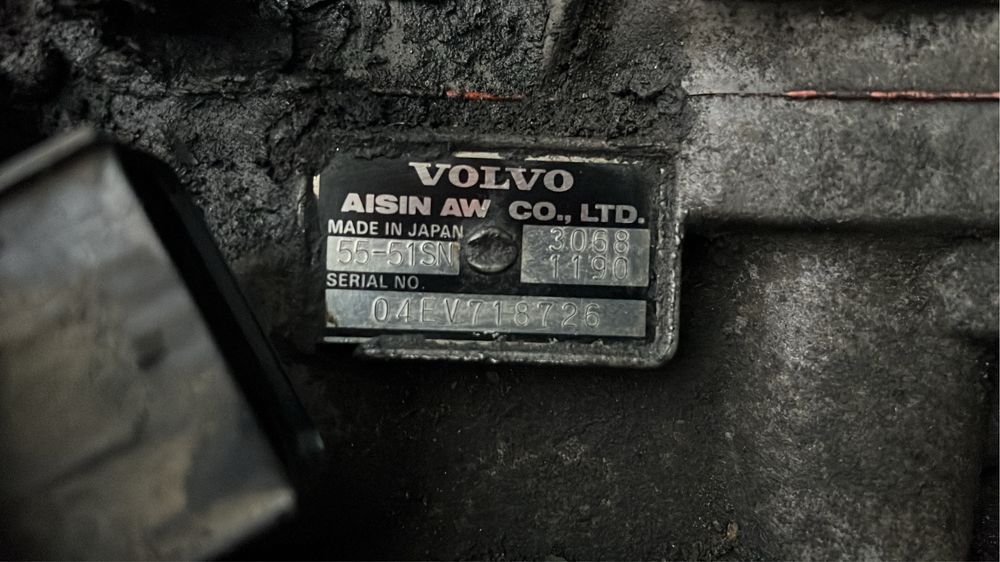 VOLVO
AISIN AW CO., LTD.
MADE IN JAPAN
55-51SN
3068
1190
SERIAL NO.
04EV718726